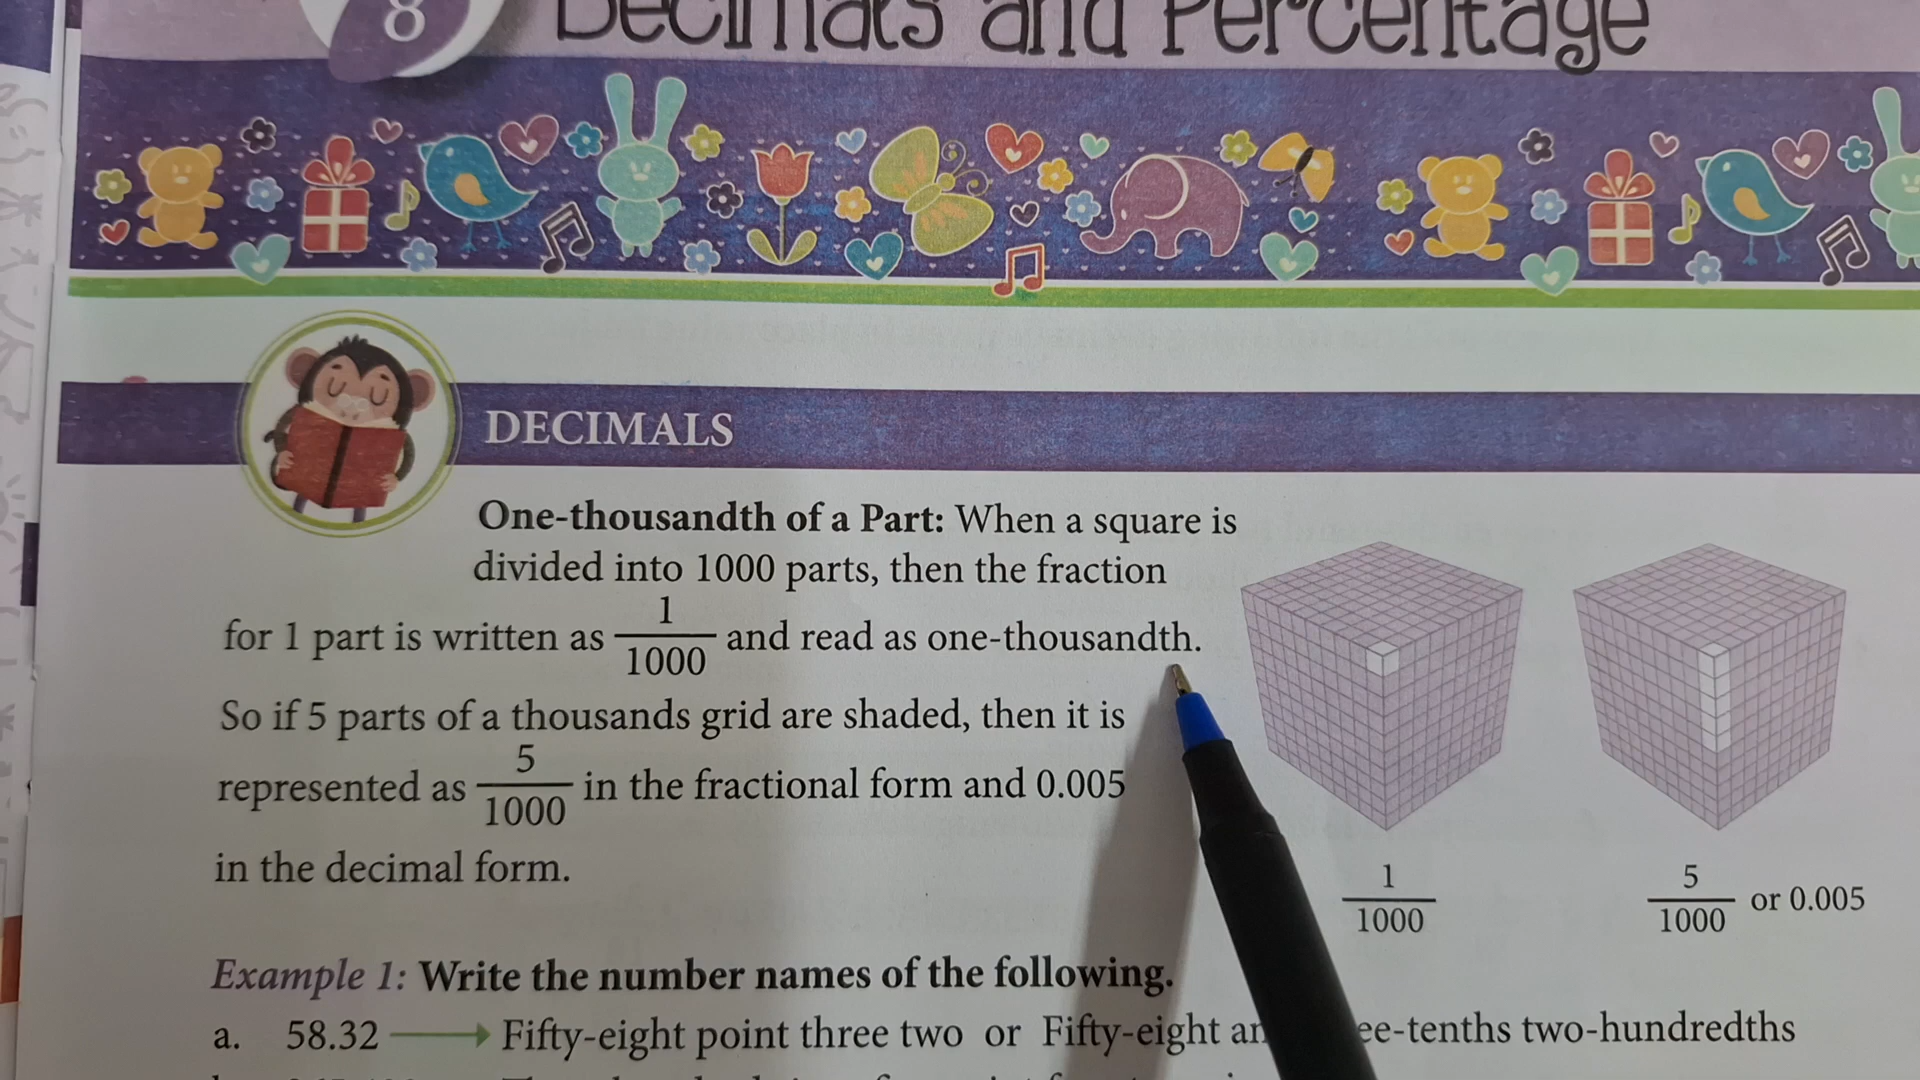 8
Decimals and Percentage
DECIMALS
One-thousandth of a Part: When a square is
divided into 1000 parts, then the fraction
for 1 part is written as 1/1000 and read as one-thousandth.
So if 5 parts of a thousands grid are shaded, then it is
represented as 5/1000 in the fractional form and 0.005
in the decimal form.
1/1000
5/1000 or 0.005
Example 1: Write the number names of the following.
a. 58.32 → Fifty-eight point three two or Fifty-eight two-hundredths